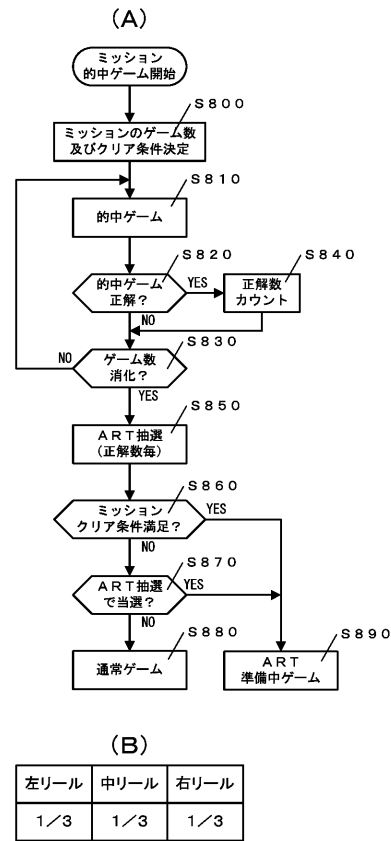 (A)
ミッション
的中ゲーム開始
S800
ミッションのゲーム数
及びクリア条件決定
S810
的中ゲーム
S820
的中ゲーム
正解?
YES
NO
S840
正解数
カウント
S830
ゲーム数
消化?
NO
YES
S850
ART抽選
(正解数毎)
S860
ミッション
クリア条件満足?
YES
NO
S870
ART抽選
で当選?
YES
NO
S880
通常ゲーム
S890
ART
準備中ゲーム
(B)
左リール 中リール 右リール
1/3 1/3 1/3